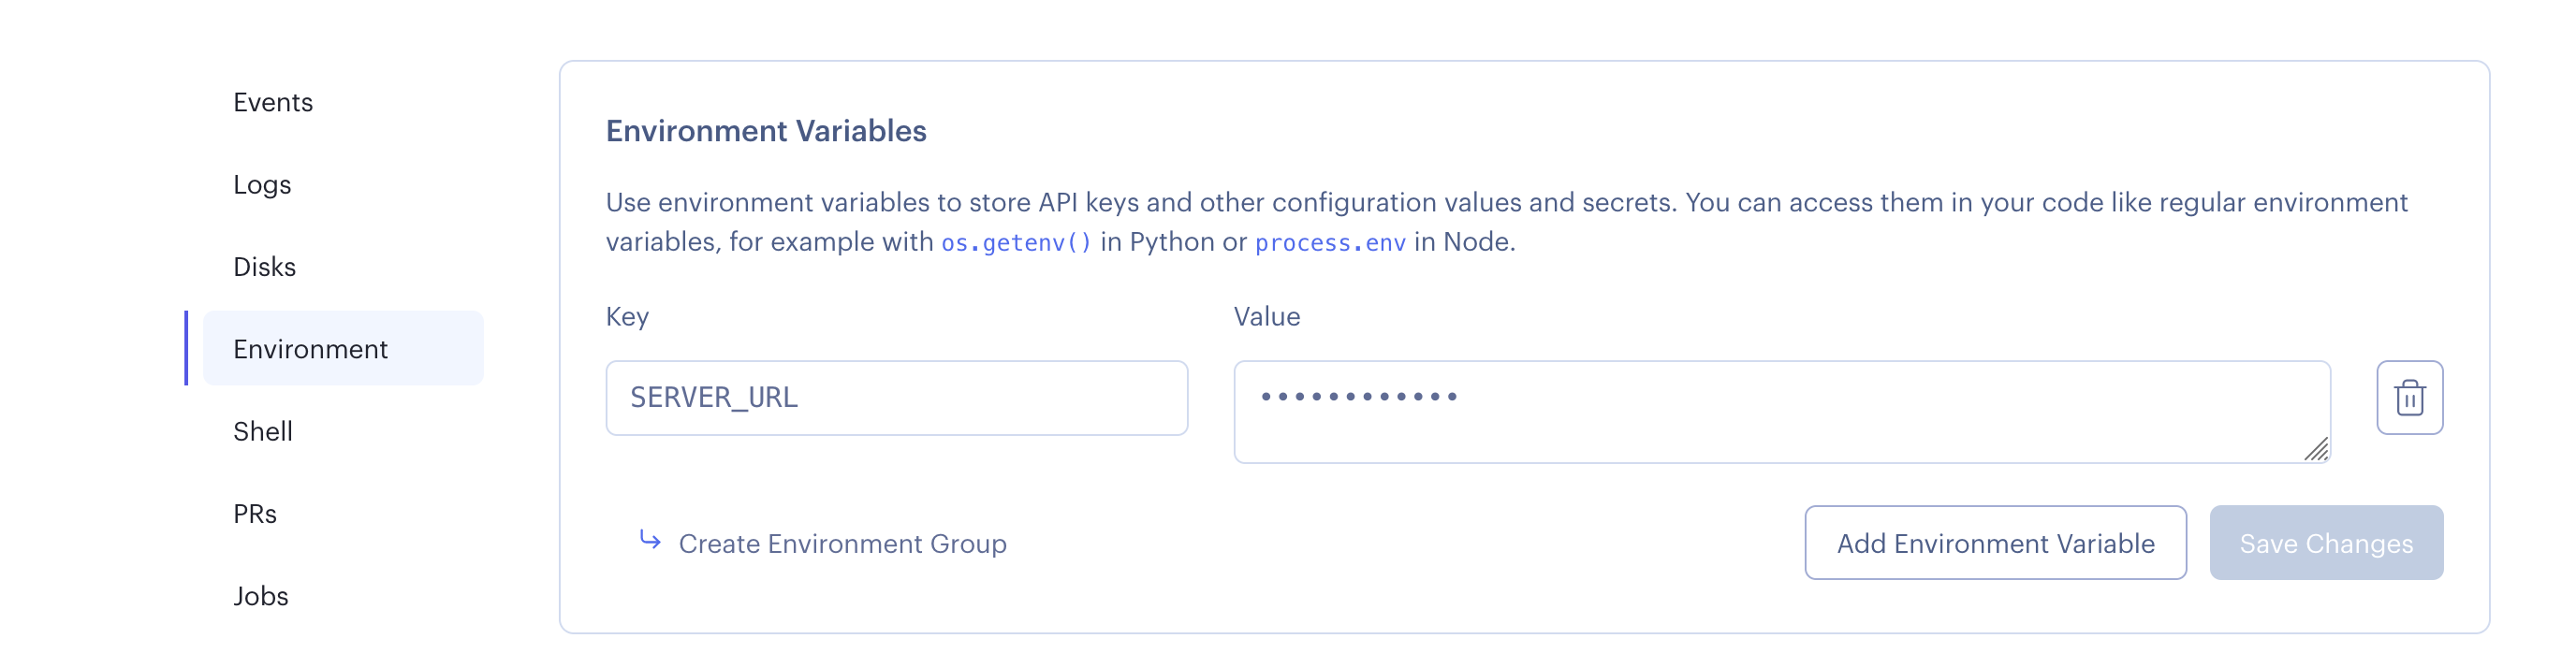 Events
Logs
Disks
Environment
Shell
PRs
Jobs
Environment Variables
Use environment variables to store API keys and other configuration values and secrets. You can access them in your code like regular environment
variables, for example with os.getenv() in Python or process.env in Node.
Key
Value
SERVER_URL
••••••••••••
Create Environment Group
Add Environment Variable
Save Changes